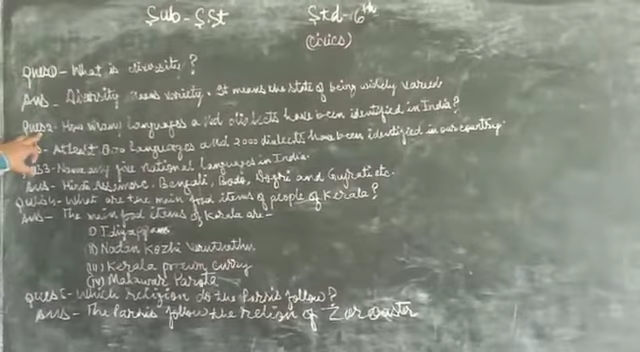 Sub - SSt Std - 6th
(Civics)
Ques1 - What is diversity ?
Ans - Diversity means variety. It means the state of being widely varied
Ques2 - How many languages and dialects have been identified in India?
- Atleast 800 languages and 2000 dialects have been identified in our country.
s3 - Name any five national languages in India.
Ans - Hindi, Assamese, Bengali, Bodo, Dogri and Gujrati etc.
Ques4 - What are the main food items of people of Kerala?
Ans - The main food items of Kerala are -
i) Idiyappam
ii) Nadan Kozhi Varuthathu
(iii) Kerala prawn curry
(iv) Malawar Parota
Ques5 - Which religion do the Parsis follow?
Ans - The Parsis follow the religion of Zoroaster